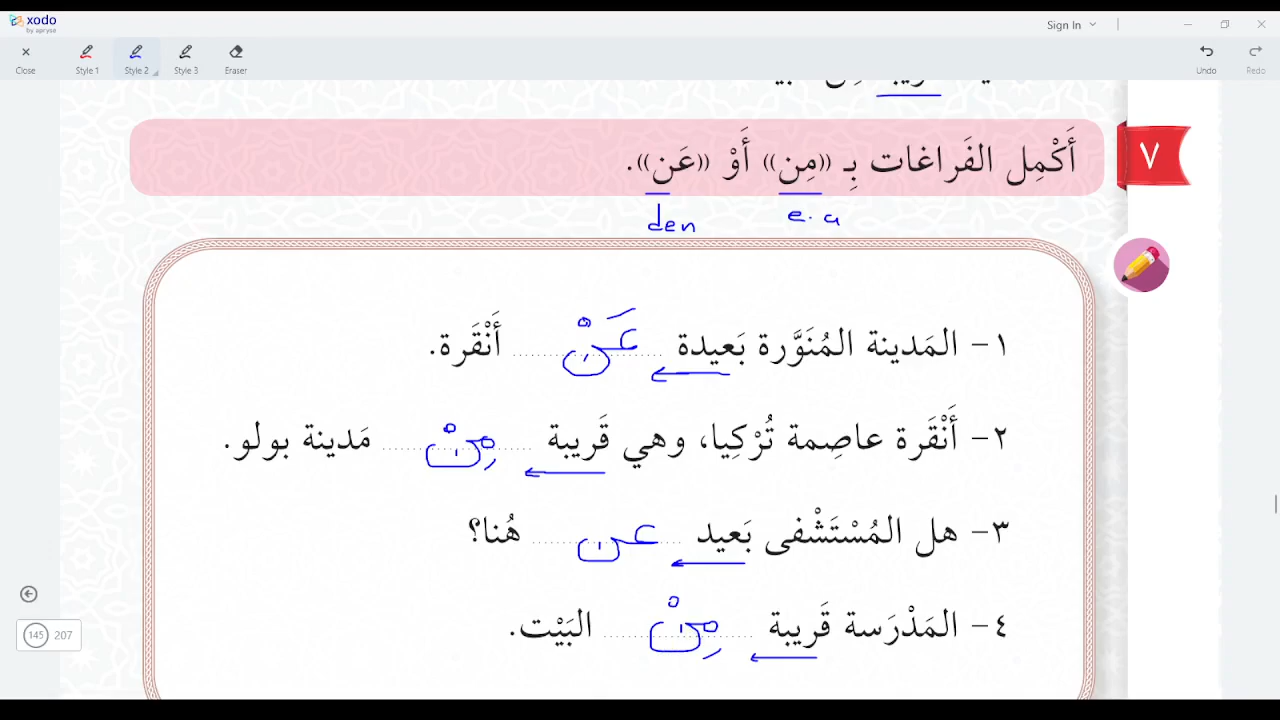 xodo
by apryse
Sign In
Close
Style 1
Style 2
Style 3
Eraser
Undo
Redo
٧
أَكْمِل الفَراغات بِـ «مِن» أَوْ «عَن».
den e. a
١- المَدينة المُنَوَّرة بَعيدة عَنْ أَنْقَرة.
٢- أَنْقَرة عاصِمة تُرْكِيا، وهي قَريبة مِنْ مَدينة بولو.
٣- هل المُسْتَشْفى بَعيد عن هُنا؟
٤- المَدْرَسة قَريبة مِنْ البَيْت.
145 207